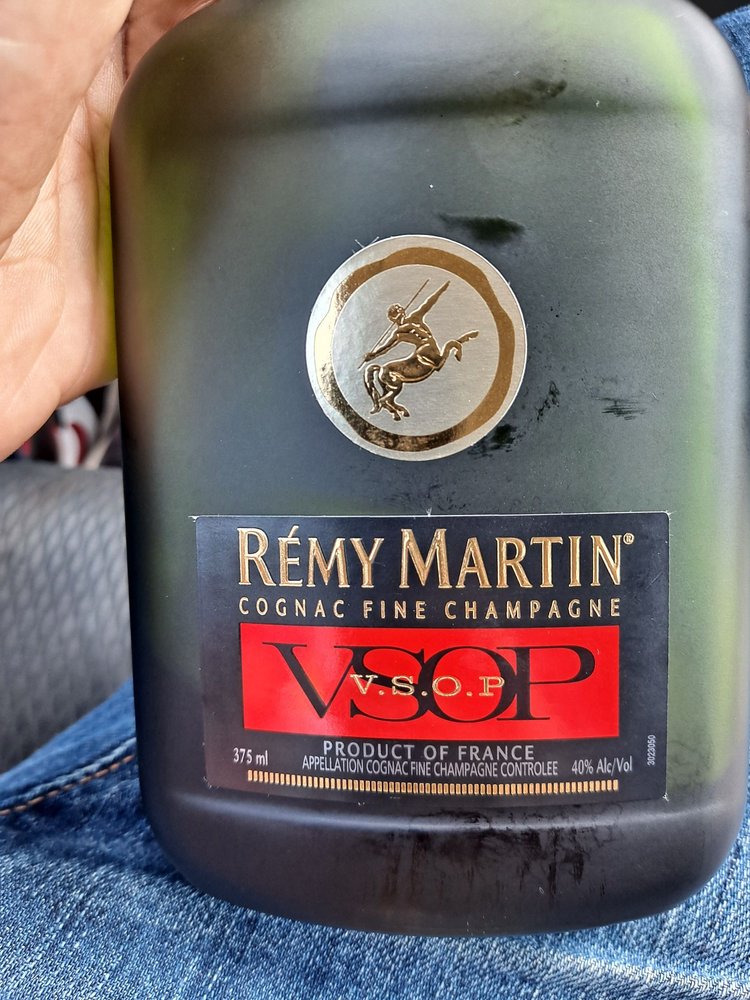 RÉMY MARTIN®
COGNAC FINE CHAMPAGNE
VSOP
V.S.O.P
375 ml PRODUCT OF FRANCE
APPELLATION COGNAC FINE CHAMPAGNE CONTROLEE 40% Alc/Vol
3023050